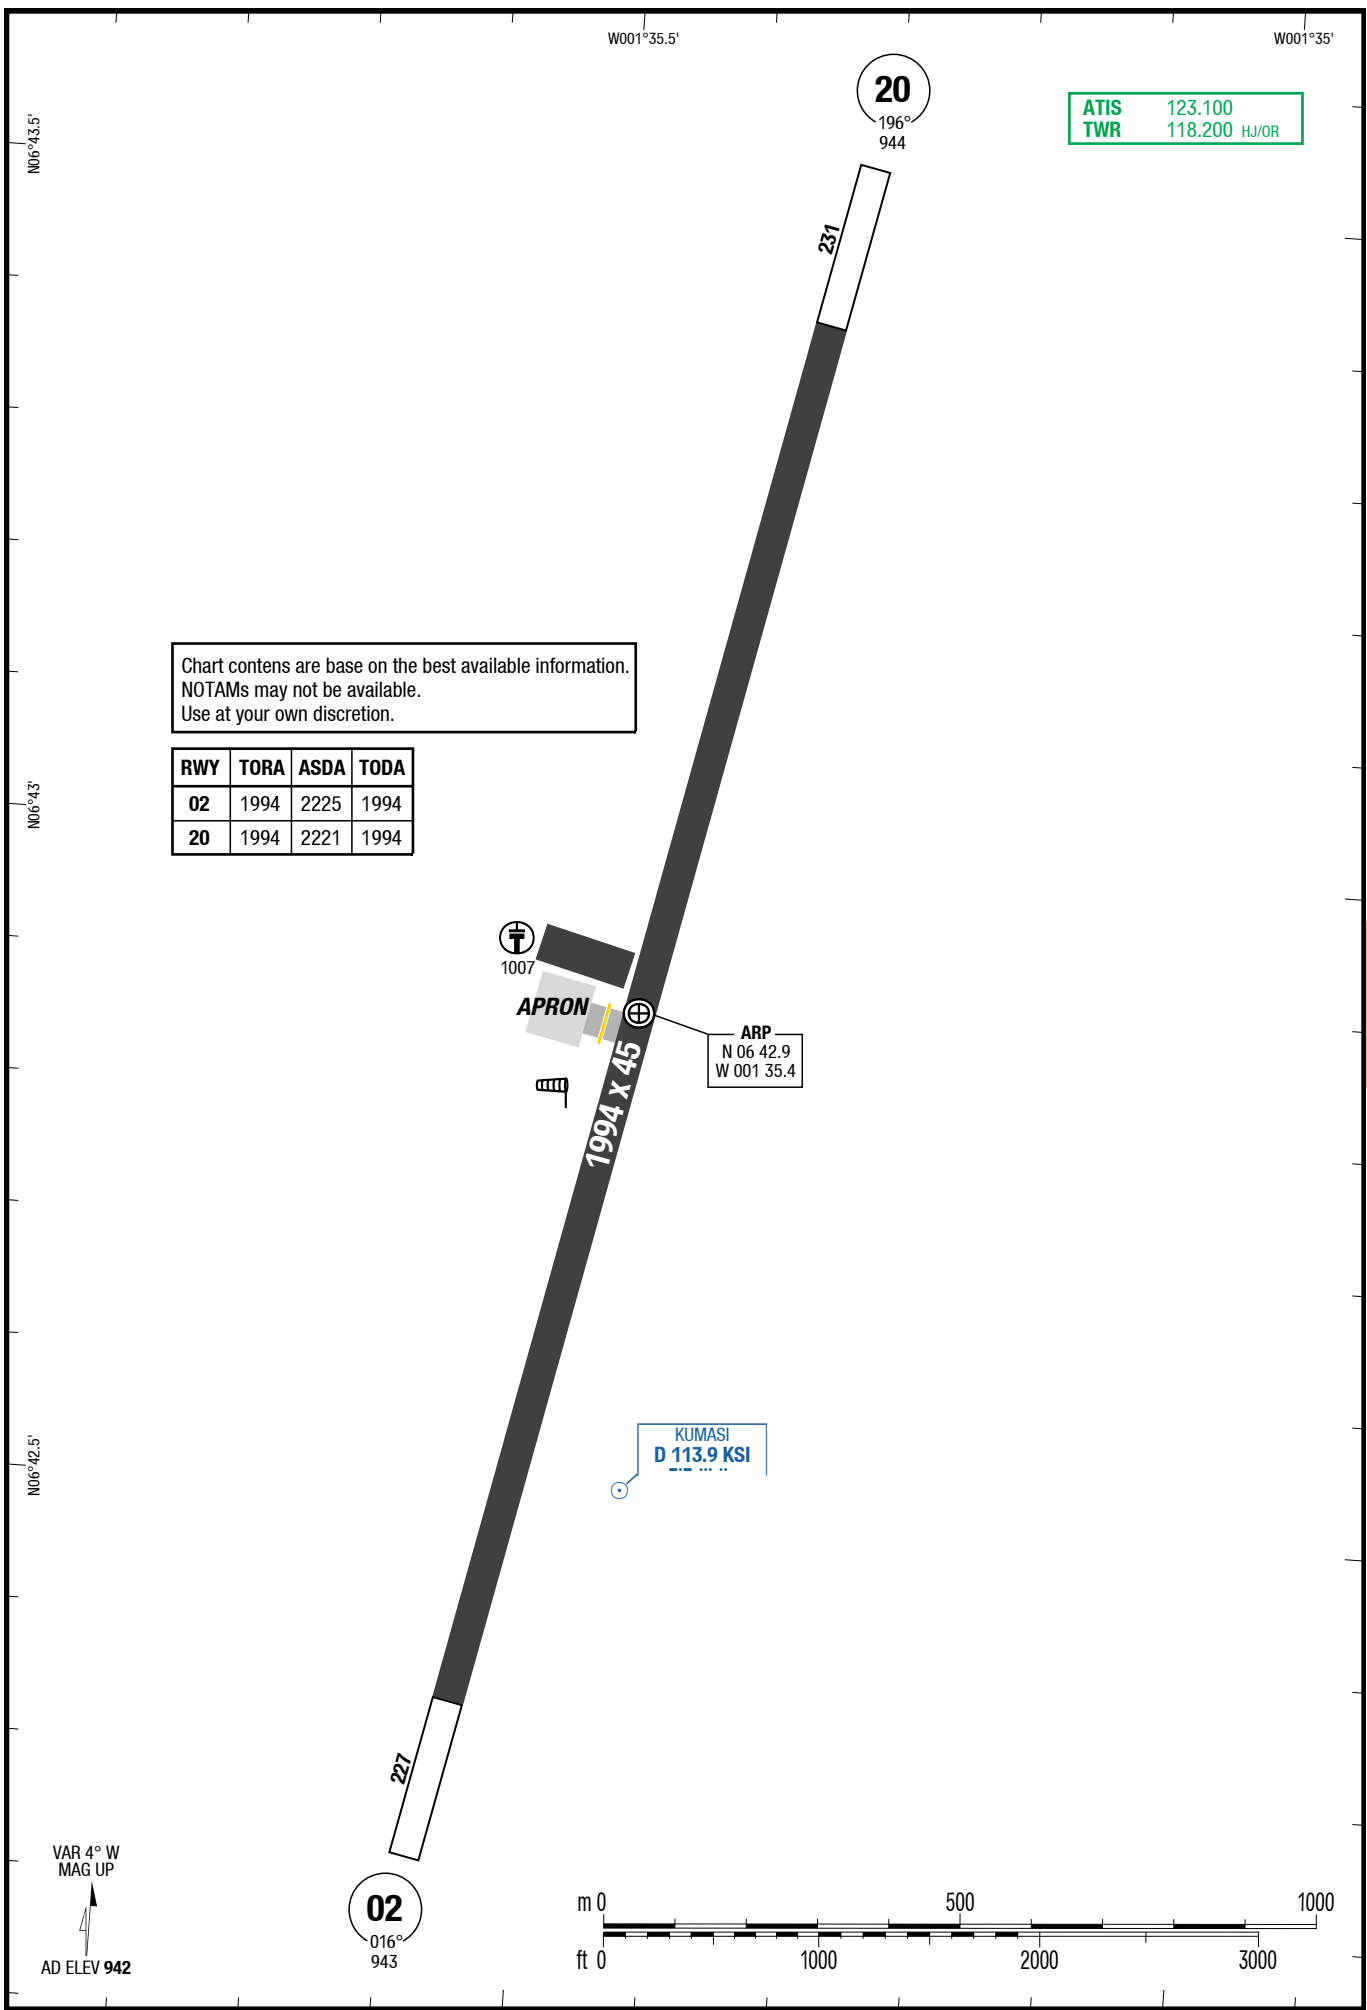 W001°35.5'
W001°35'
20
196°
944
ATIS 123.100
TWR 118.200 HJ/OR
N06°43.5'
231
Chart contens are base on the best available information.
NOTAMs may not be available.
Use at your own discretion.
RWY TORA ASDA TODA
02 1994 2225 1994
20 1994 2221 1994
N06°43'
1007
APRON
ARP
N 06 42.9
W 001 35.4
1994 x 45
KUMASI
D 113.9 KSI
N06°42.5'
227
VAR 4° W
MAG UP
AD ELEV 942
02
016°
943
m 0 500 1000
ft 0 1000 2000 3000